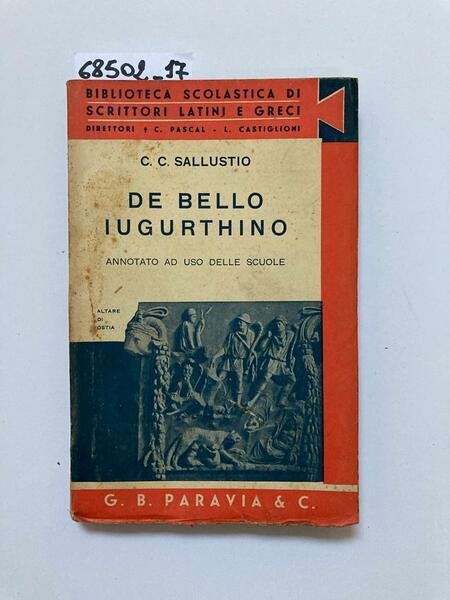 68502_17
BIBLIOTECA SCOLASTICA DI
SCRITTORI LATINI E GRECI
DIRETTORI † C. PASCAL - L. CASTIGLIONI
C. C. SALLUSTIO
DE BELLO
IUGURTHINO
ANNOTATO AD USO DELLE SCUOLE
ALTARE
DI
OSTIA
G. B. PARAVIA & C.